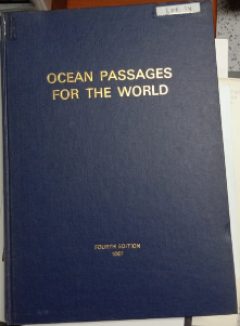 OCEAN PASSAGES
FOR THE WORLD
FOURTH EDITION
1987